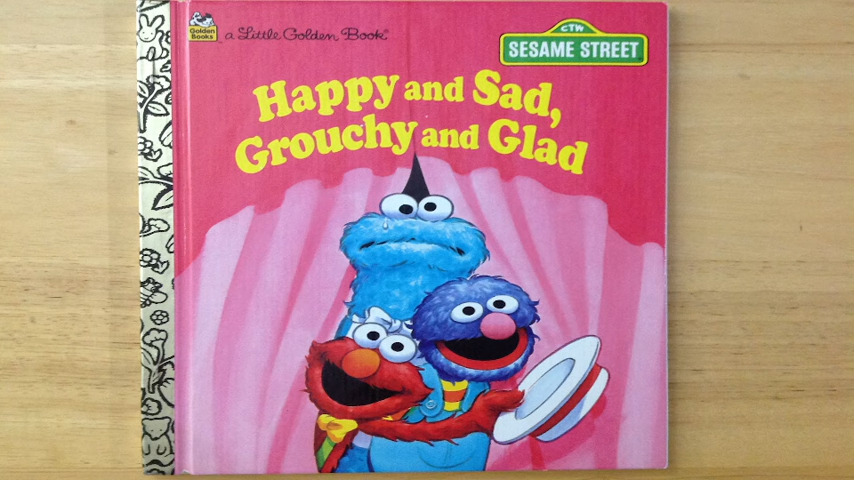 Golden
Books
a Little Golden Book®
CTW
SESAME STREET
Happy and Sad,
Grouchy and Glad